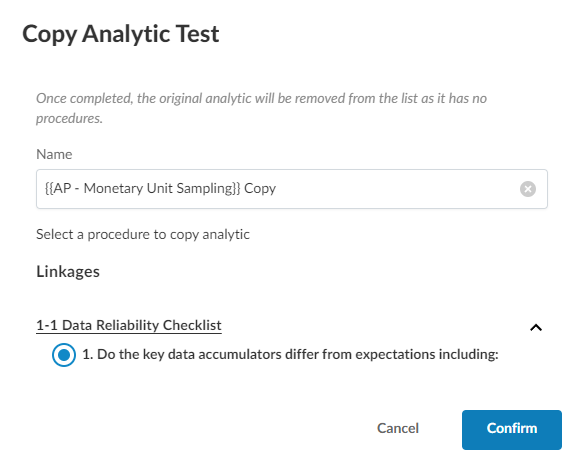 Copy Analytic Test
Once completed, the original analytic will be removed from the list as it has no
procedures.
Name
{{AP - Monetary Unit Sampling}} Copy
Select a procedure to copy analytic
Linkages
1-1 Data Reliability Checklist
1. Do the key data accumulators differ from expectations including:
Cancel
Confirm